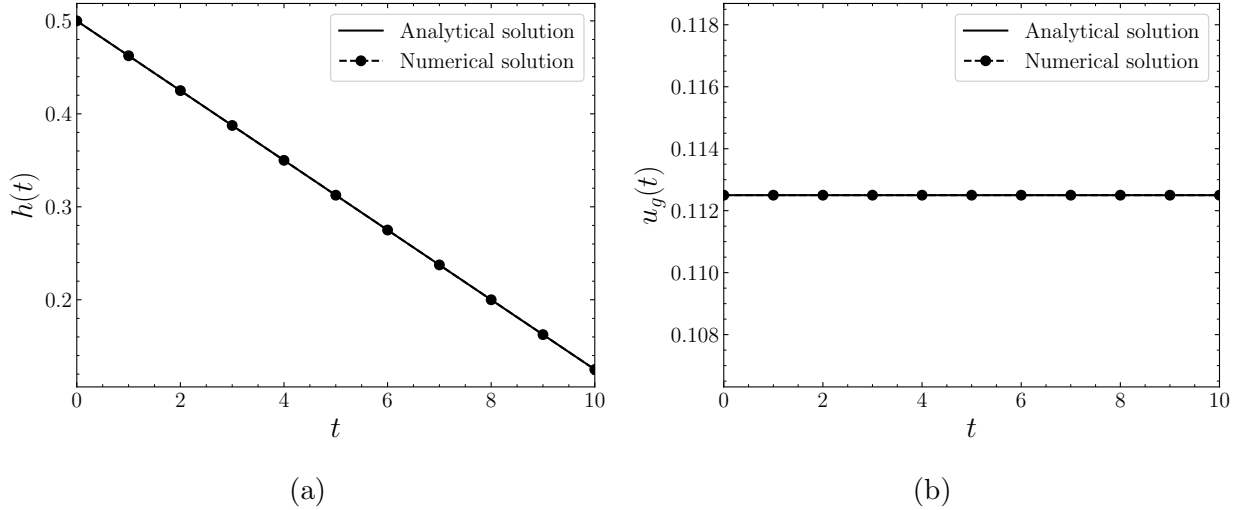 0.5
0.4
0.3
0.2
h(t)
0 2 4 6 8 10
t
Analytical solution
Numerical solution
(a)
0.118
0.116
0.114
0.112
0.110
0.108
u_g(t)
0 2 4 6 8 10
t
Analytical solution
Numerical solution
(b)